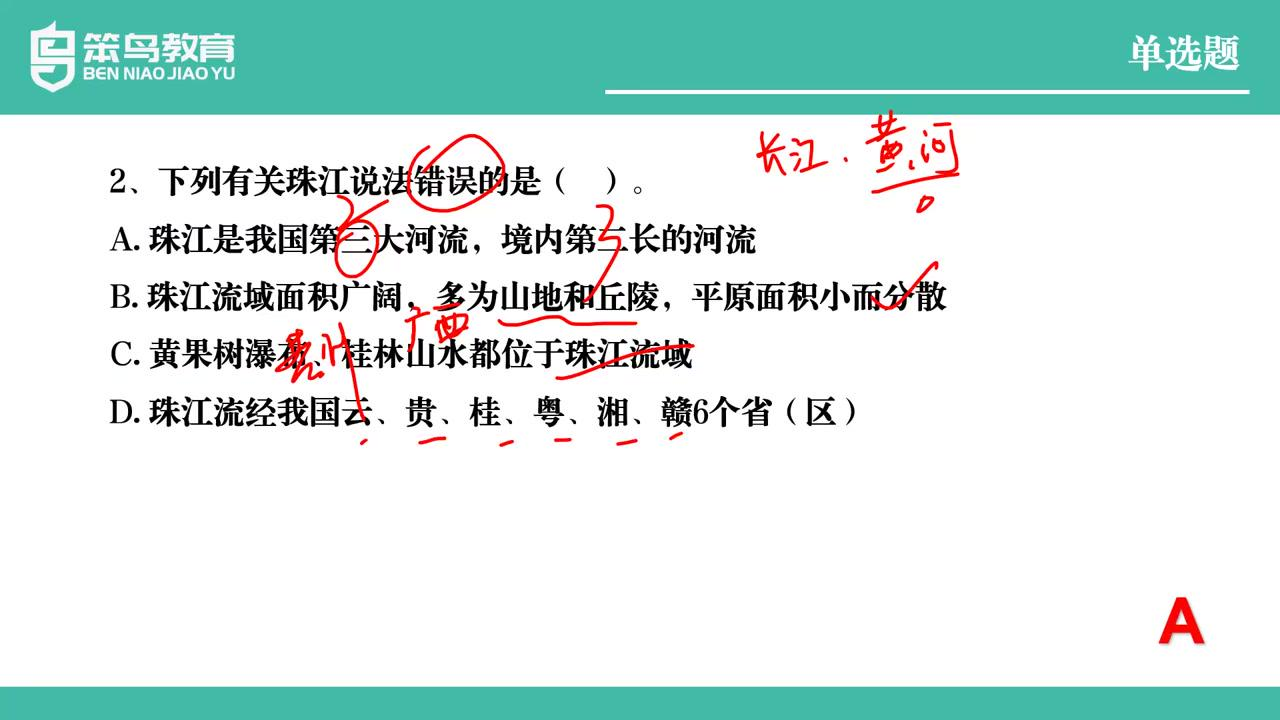 笨鸟教育
BEN NIAO JIAO YU
单选题
长江. 黄河
2、下列有关珠江说法错误的是（ ）。
A. 珠江是我国第三大河流，境内第二长的河流
B. 珠江流域面积广阔，多为山地和丘陵，平原面积小而分散
广西
贵州
C. 黄果树瀑布、桂林山水都位于珠江流域
D. 珠江流经我国云、贵、桂、粤、湘、赣6个省（区）
A